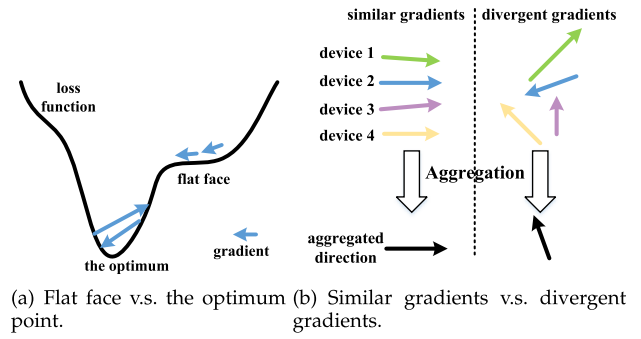 similar gradients
divergent gradients
device 1
device 2
device 3
device 4
loss
function
flat face
Aggregation
gradient
the optimum
aggregated
direction
(a) Flat face v.s. the optimum
point.
(b) Similar gradients v.s. divergent
gradients.